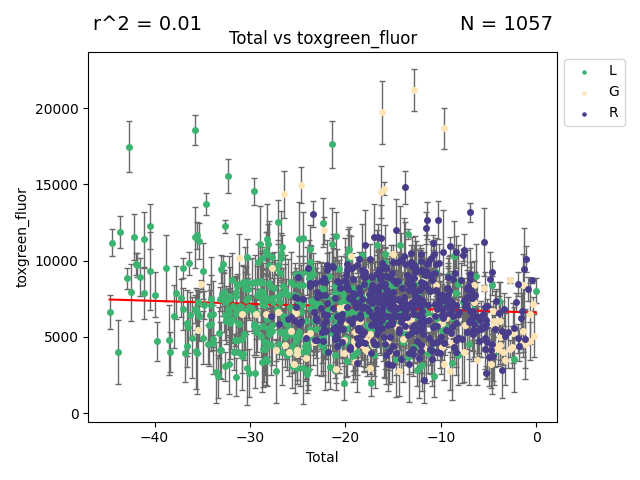 r^2 = 0.01 N = 1057
Total vs toxgreen_fluor
L
G
R
20000
15000
10000
5000
0
toxgreen_fluor
−40 −30 −20 −10 0
Total